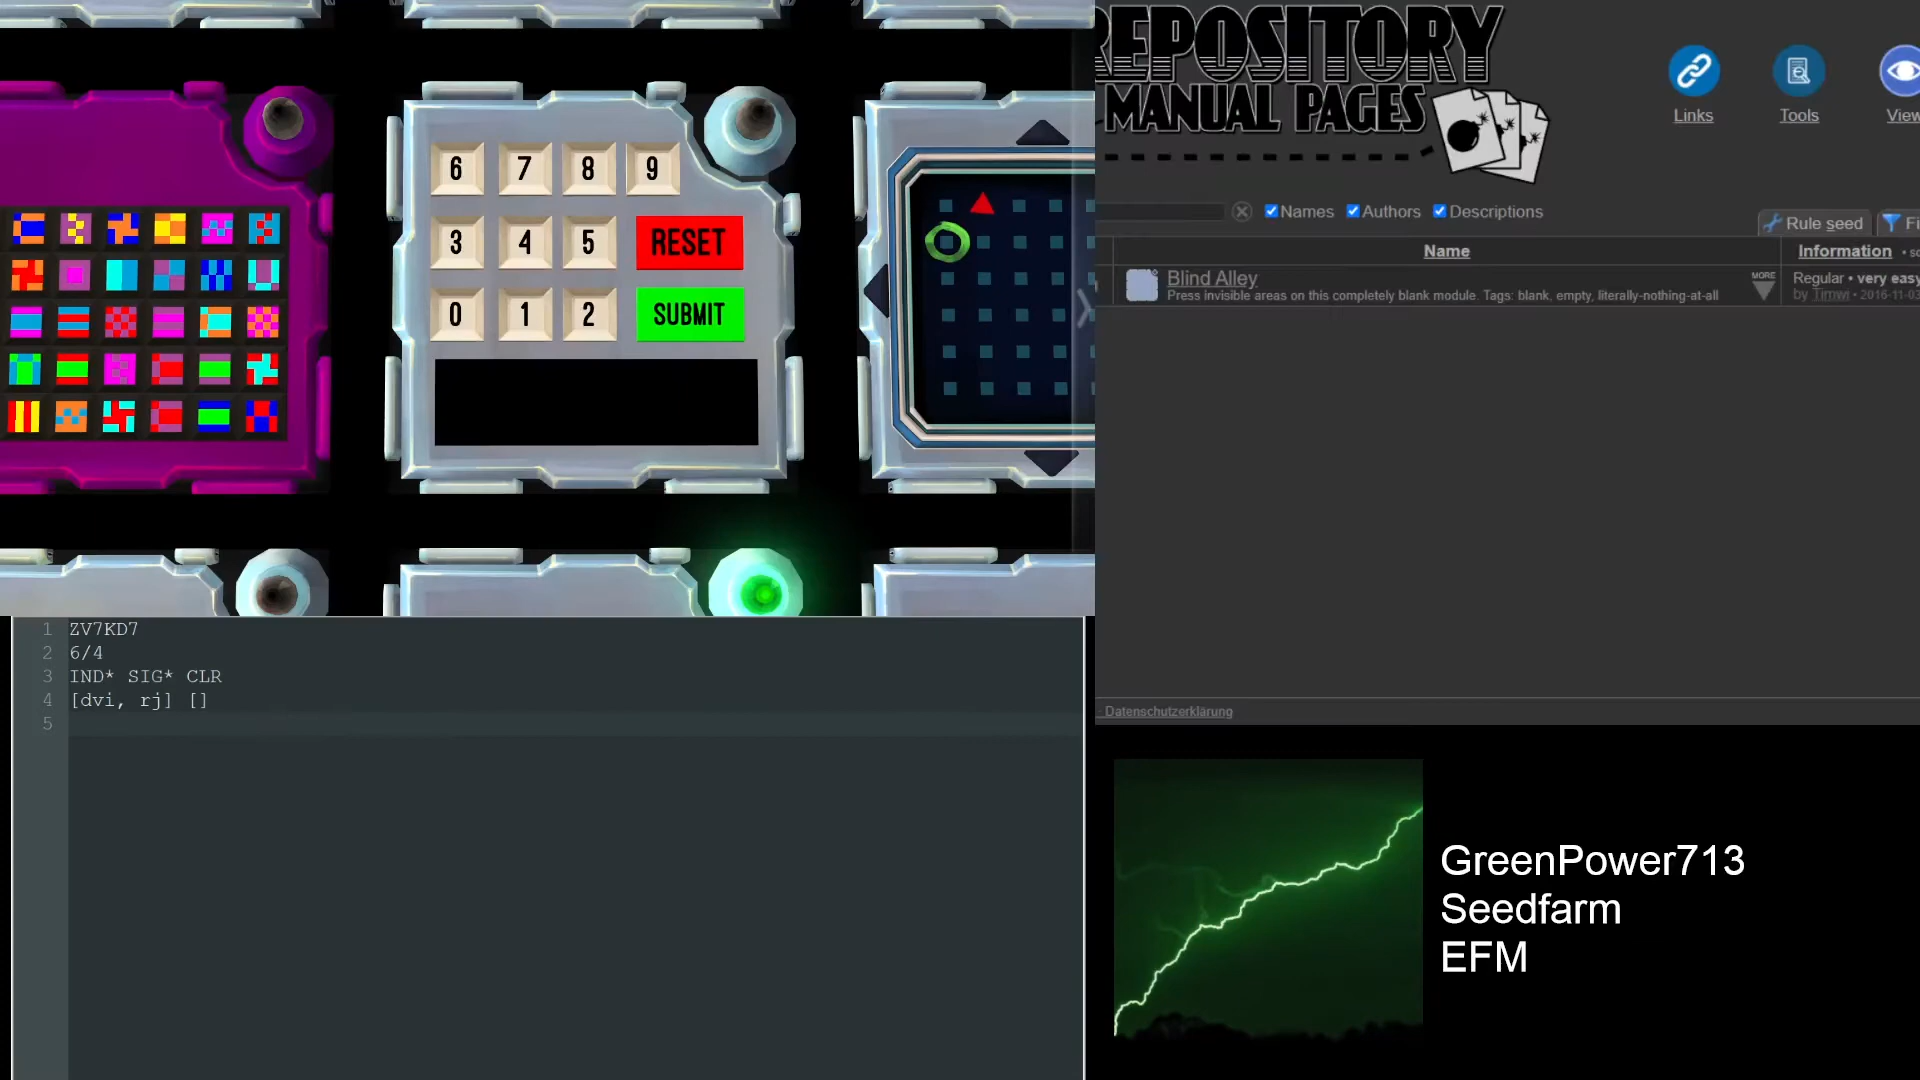 6 7 8 9
3 4 5 RESET
0 1 2 SUBMIT
REPOSITORY
MANUAL PAGES
Links
Tools
View
Names Authors Descriptions
Rule seed
Fi
Name
Information • sc
Blind Alley
Press invisible areas on this completely blank module. Tags: blank, empty, literally-nothing-at-all
MORE
Regular • very easy
by Timwi • 2016-11-03
Datenschutzerklärung
1 ZV7KD7
2 6/4
3 IND* SIG* CLR
4 [dvi, rj] []
5
GreenPower713
Seedfarm
EFM